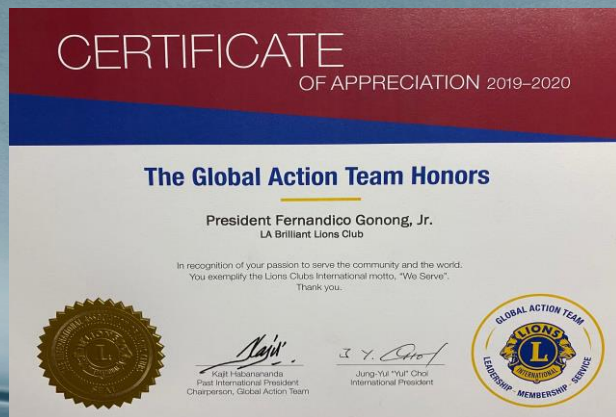 CERTIFICATE
OF APPRECIATION 2019–2020
The Global Action Team Honors
President Fernandico Gonong, Jr.
LA Brilliant Lions Club
In recognition of your passion to serve the community and the world.
You exemplify the Lions Clubs International motto, "We Serve".
Thank you.
Kajit Habanananda
Past International President
Chairperson, Global Action Team
J. Y. Choi
Jung-Yul "Yul" Choi
International President
GLOBAL ACTION TEAM
LIONS
L
INTERNATIONAL
LEADERSHIP - MEMBERSHIP - SERVICE